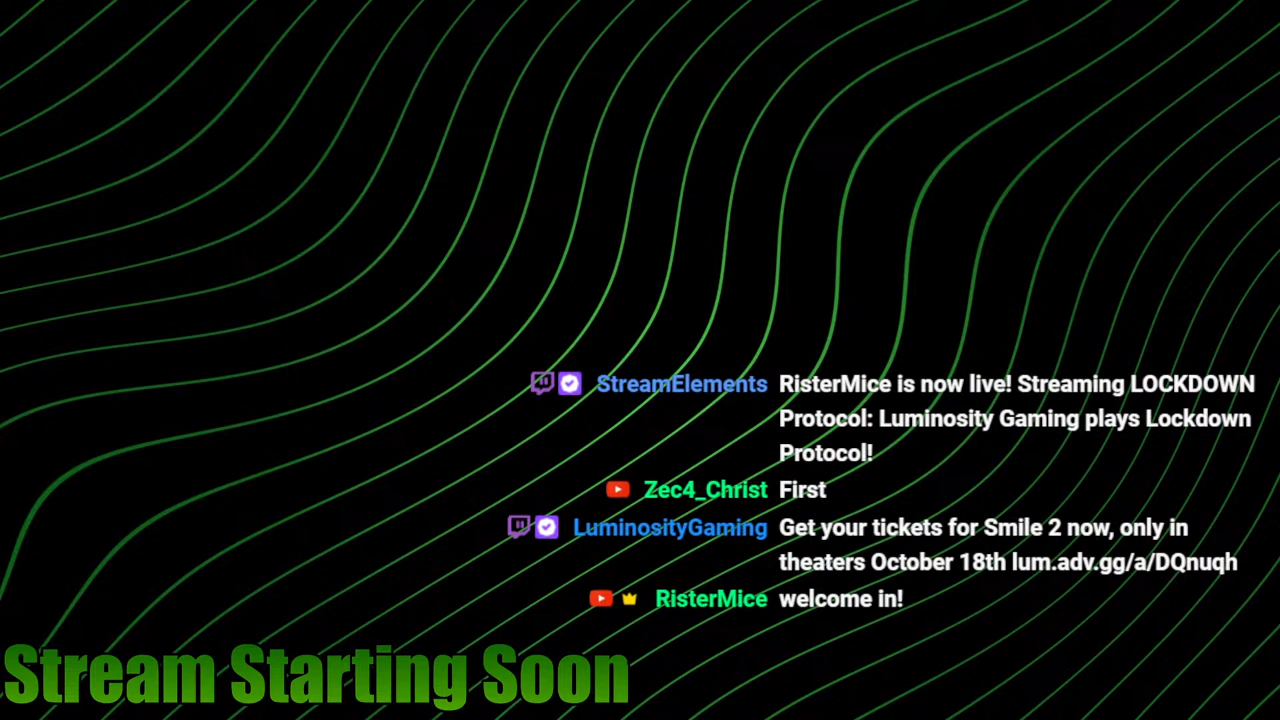 StreamElements RisterMice is now live! Streaming LOCKDOWN
Protocol: Luminosity Gaming plays Lockdown
Protocol!
Zec4_Christ First
LuminosityGaming Get your tickets for Smile 2 now, only in
theaters October 18th lum.adv.gg/a/DQnuqh
RisterMice welcome in!
Stream Starting Soon